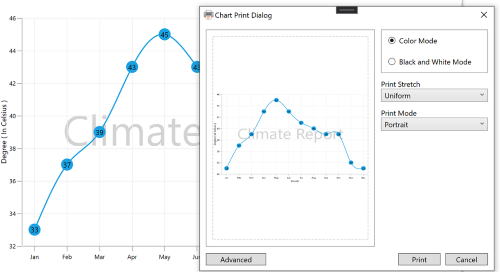 Chart Print Dialog
46
44
42
40
38
36
34
32
Degree ( In Celsius )
33
37
39
43
45
43
Climate
Jan Feb Mar Apr May Jun
Climate Report
Color Mode
Black and White Mode
Print Stretch
Uniform
Print Mode
Portrait
Advanced
Print
Cancel